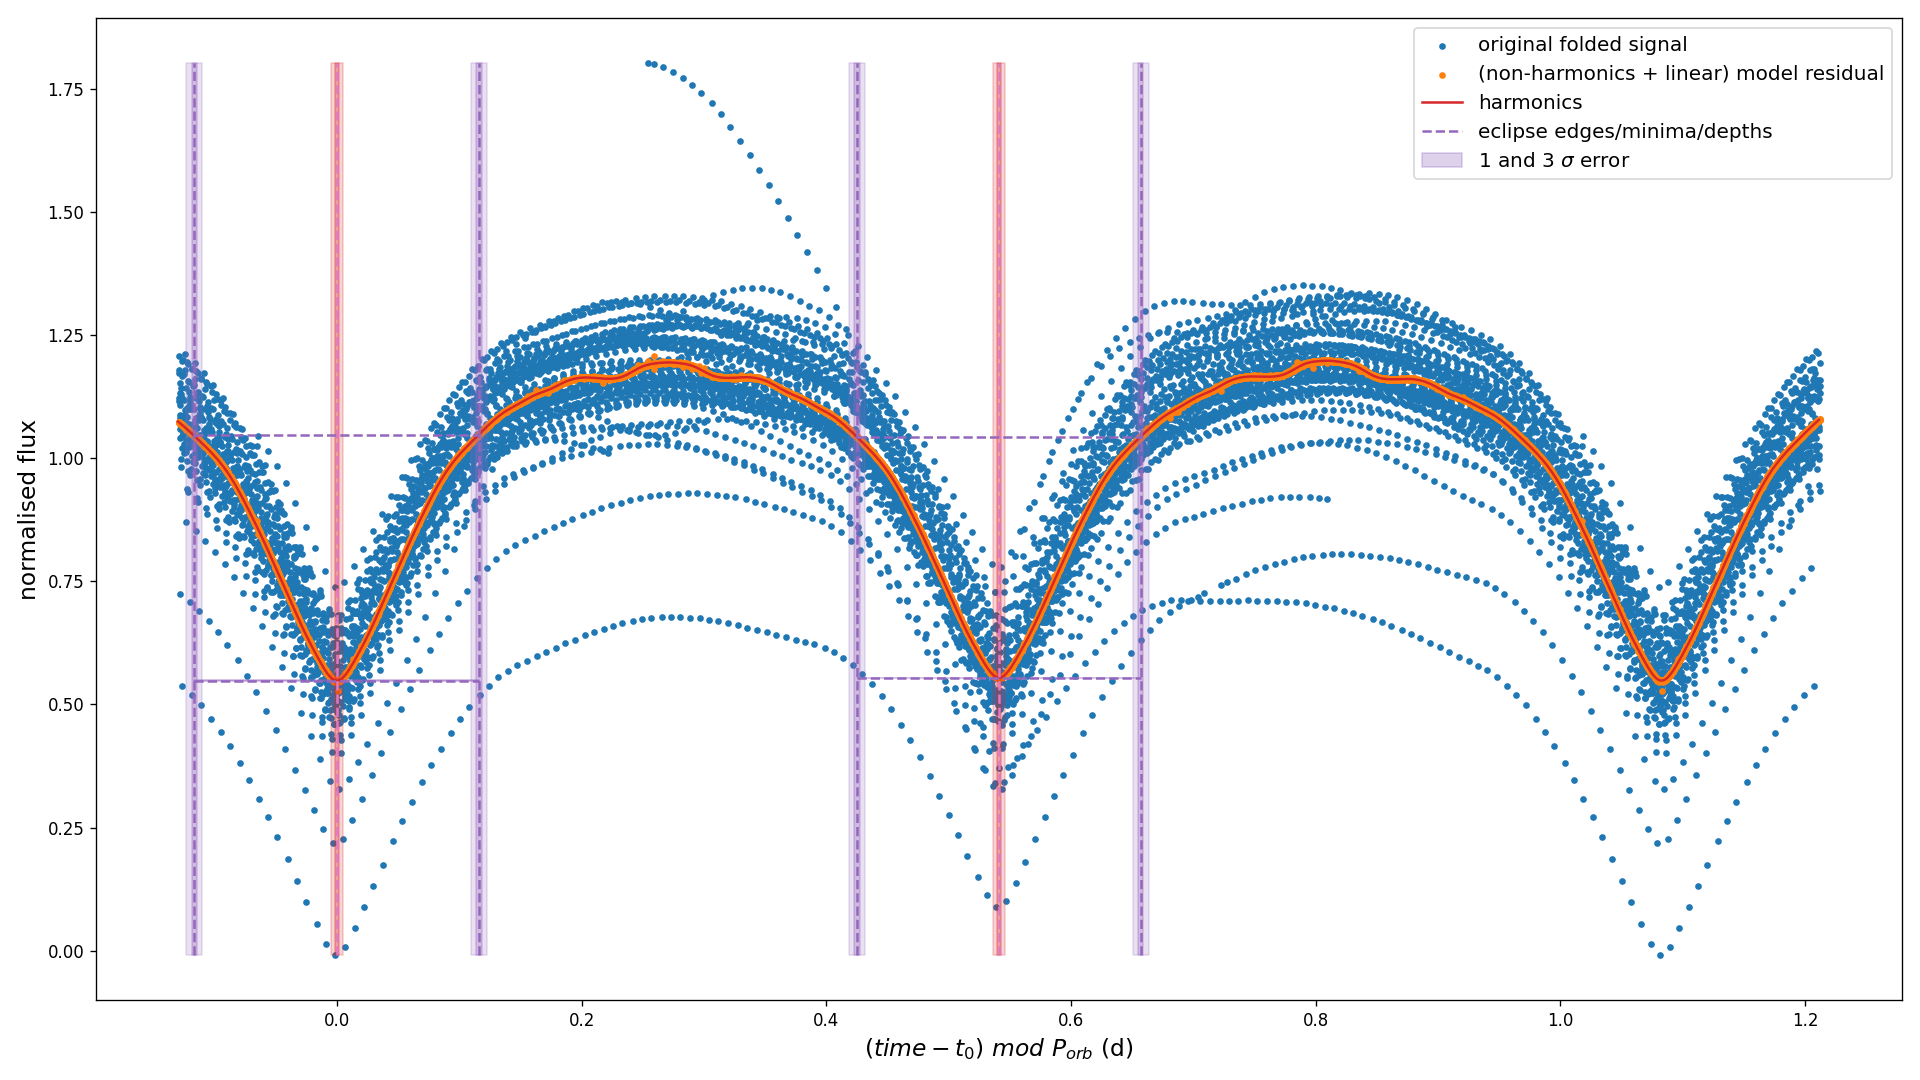 original folded signal
(non-harmonics + linear) model residual
harmonics
eclipse edges/minima/depths
1 and 3 σ error
normalised flux
1.75
1.50
1.25
1.00
0.75
0.50
0.25
0.00
0.0 0.2 0.4 0.6 0.8 1.0 1.2
(time − t₀) mod P_orb (d)